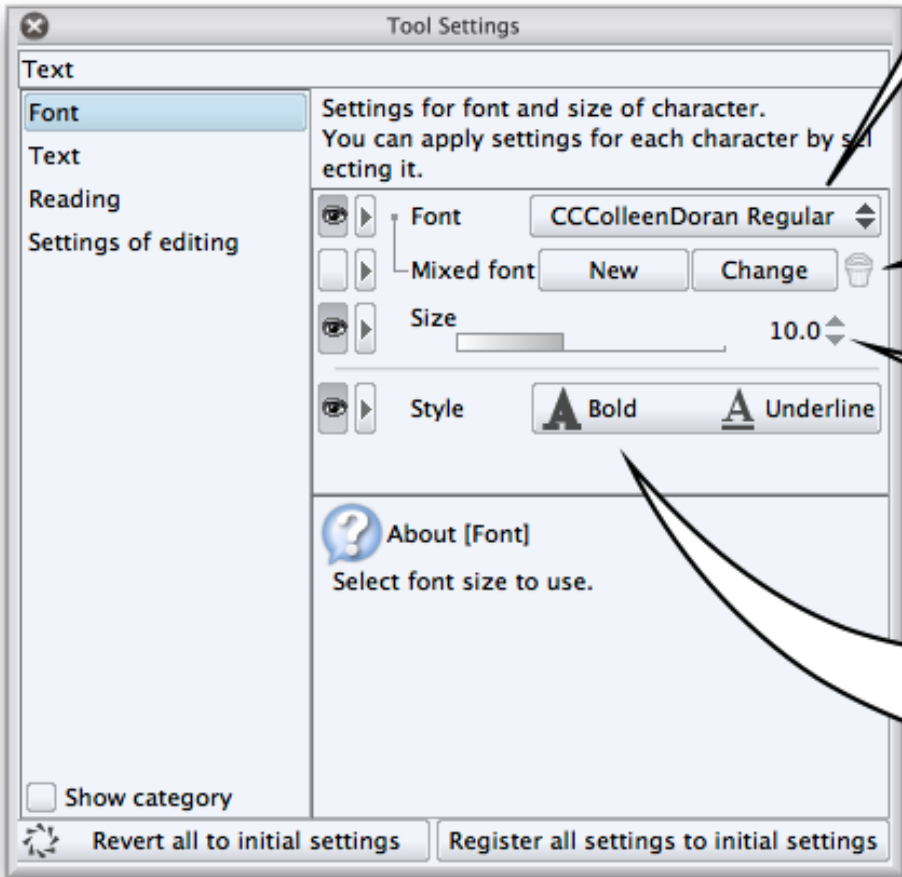 Tool Settings
Text
Font
Text
Reading
Settings of editing
Settings for font and size of character.
You can apply settings for each character by sel
ecting it.
Font CCColleenDoran Regular
Mixed font New Change
Size 10.0
Style A Bold A Underline
? About [Font]
Select font size to use.
Show category
Revert all to initial settings Register all settings to initial settings